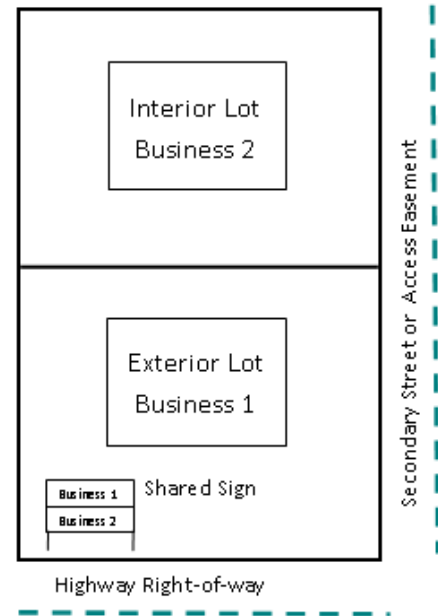 Interior Lot
Business 2
Secondary Street or Access Easement
Exterior Lot
Business 1
Shared Sign
Business 1
Business 2
Highway Right-of-way